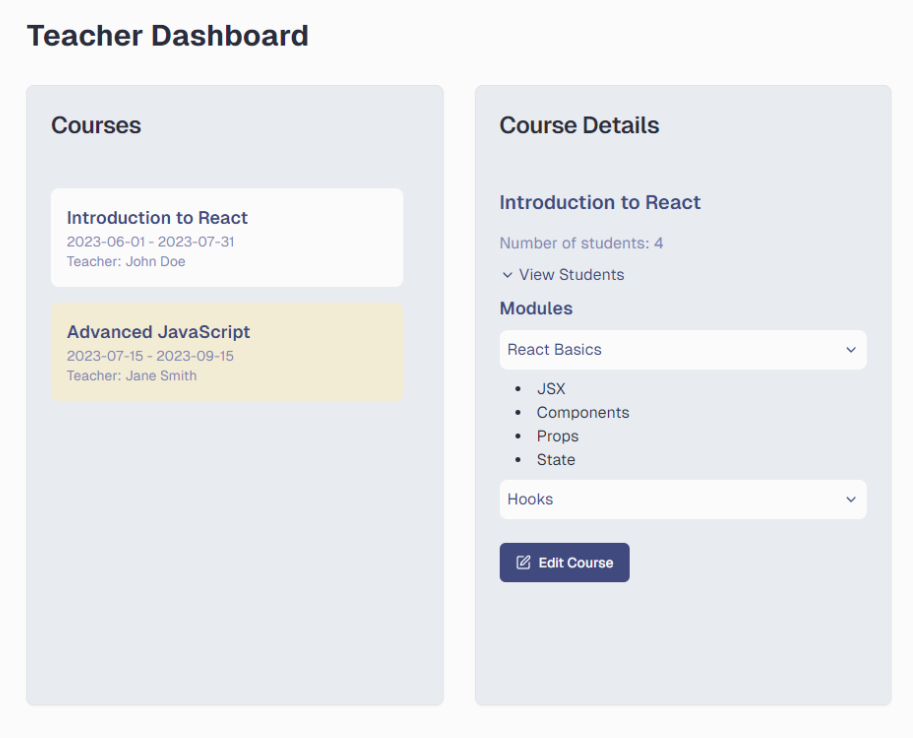 Teacher Dashboard
Courses
Introduction to React
2023-06-01 - 2023-07-31
Teacher: John Doe
Advanced JavaScript
2023-07-15 - 2023-09-15
Teacher: Jane Smith
Course Details
Introduction to React
Number of students: 4
View Students
Modules
React Basics
JSX
Components
Props
State
Hooks
Edit Course